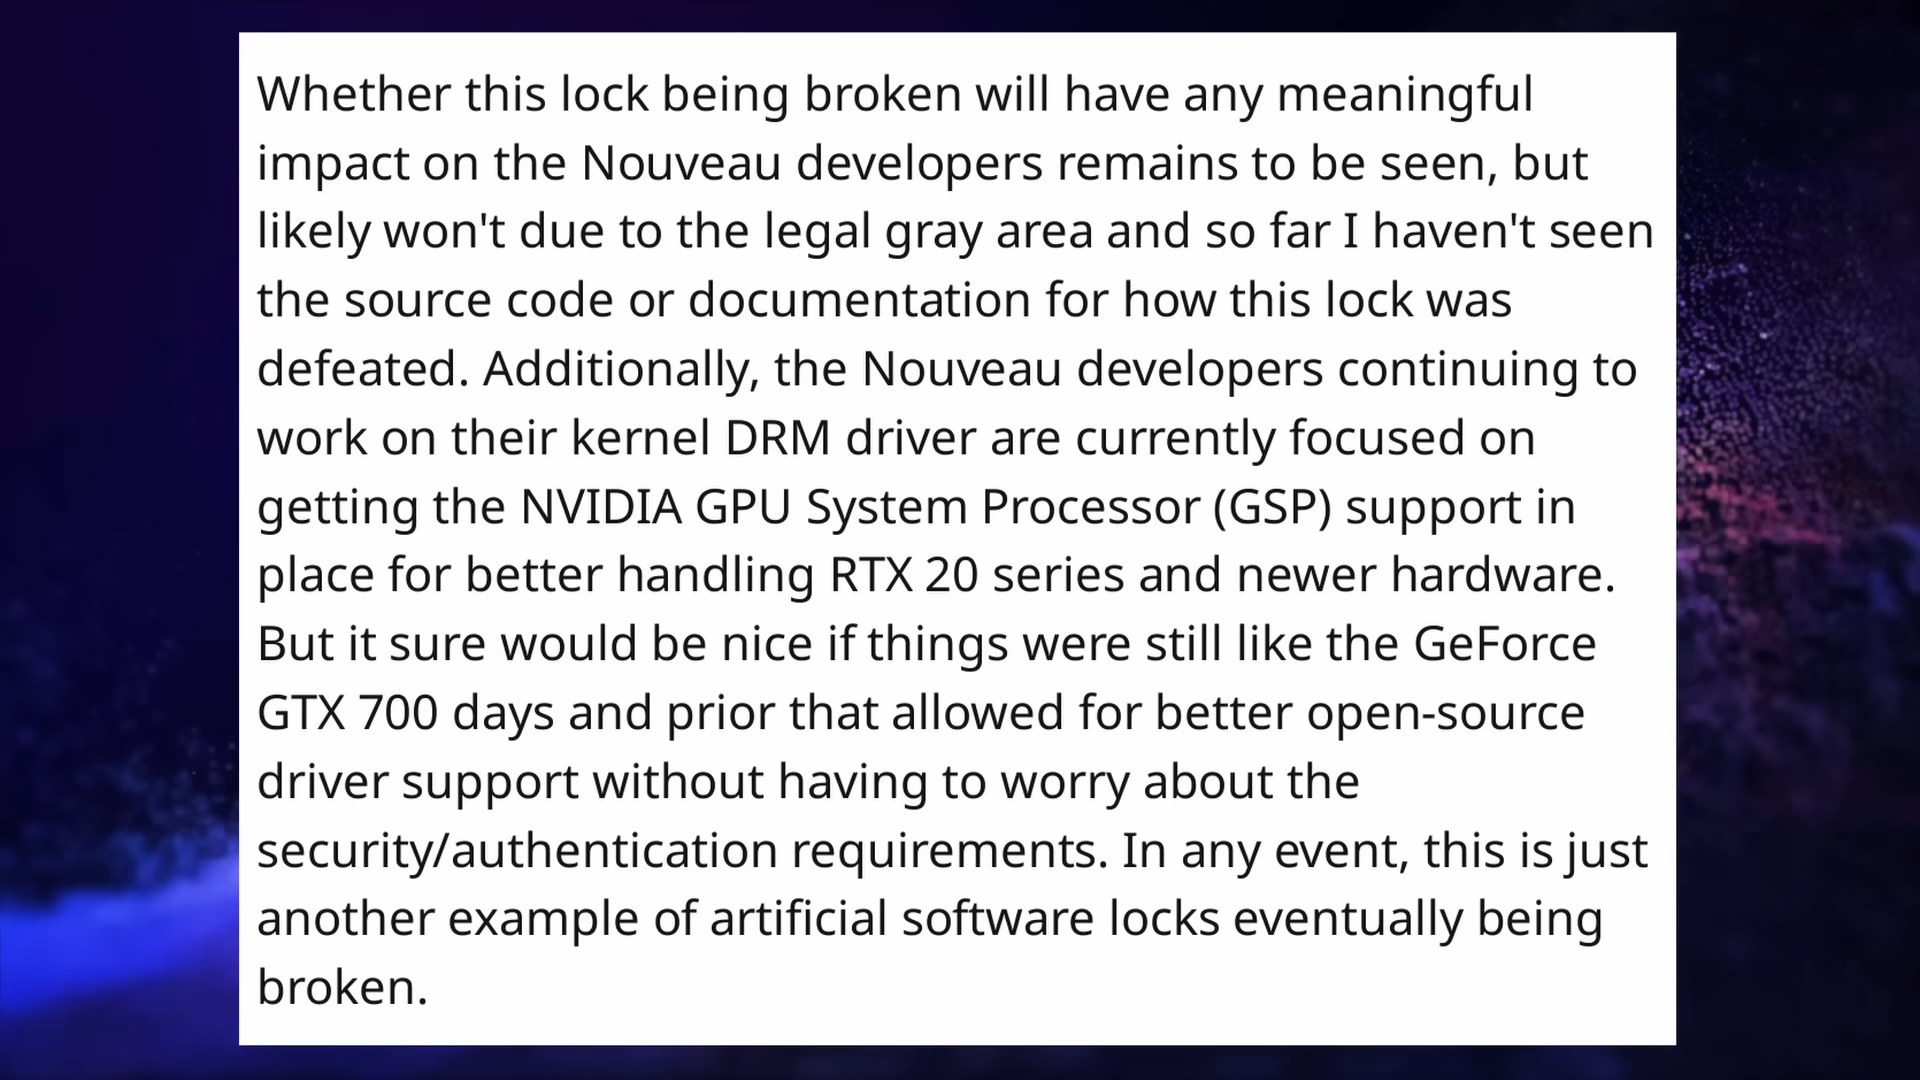 Whether this lock being broken will have any meaningful
impact on the Nouveau developers remains to be seen, but
likely won't due to the legal gray area and so far I haven't seen
the source code or documentation for how this lock was
defeated. Additionally, the Nouveau developers continuing to
work on their kernel DRM driver are currently focused on
getting the NVIDIA GPU System Processor (GSP) support in
place for better handling RTX 20 series and newer hardware.
But it sure would be nice if things were still like the GeForce
GTX 700 days and prior that allowed for better open-source
driver support without having to worry about the
security/authentication requirements. In any event, this is just
another example of artificial software locks eventually being
broken.